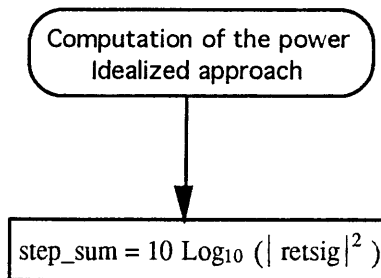 Computation of the power
Idealized approach
step_sum = 10 Log₁₀ (| retsig |²)